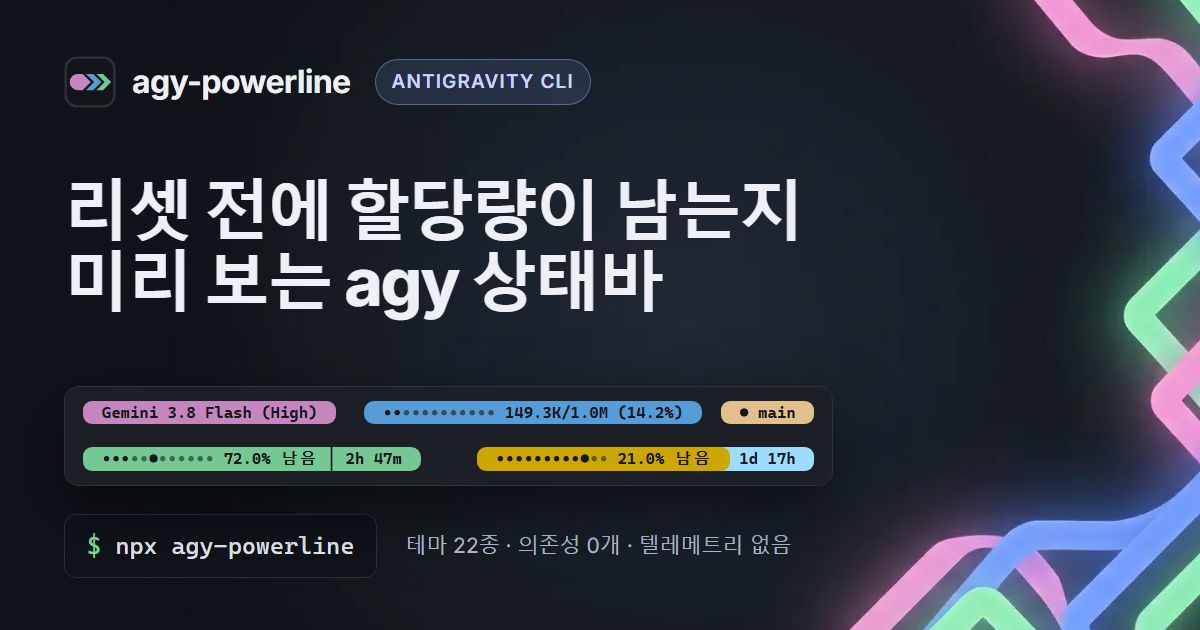 agy-powerline ANTIGRAVITY CLI
리셋 전에 할당량이 남는지
미리 보는 agy 상태바
Gemini 3.8 Flash (High) 149.3K/1.0M (14.2%) main
72.0% 남음 2h 47m 21.0% 남음 1d 17h
$ npx agy-powerline 테마 22종 · 의존성 0개 · 텔레메트리 없음